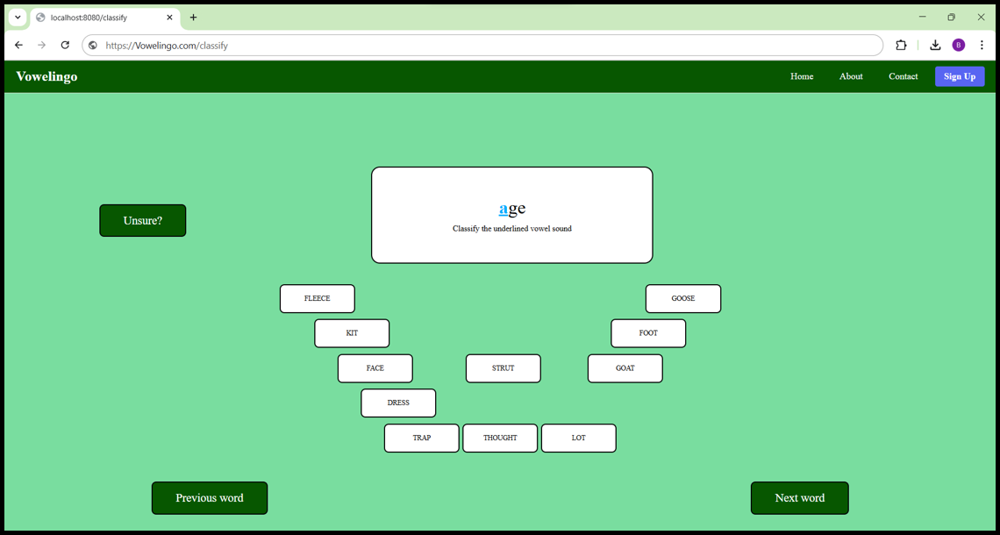 localhost:8080/classify
https://Vowelingo.com/classify
B
Vowelingo
Home About Contact Sign Up
age
Classify the underlined vowel sound
Unsure?
FLEECE GOOSE
KIT FOOT
FACE STRUT GOAT
DRESS
TRAP THOUGHT LOT
Previous word Next word